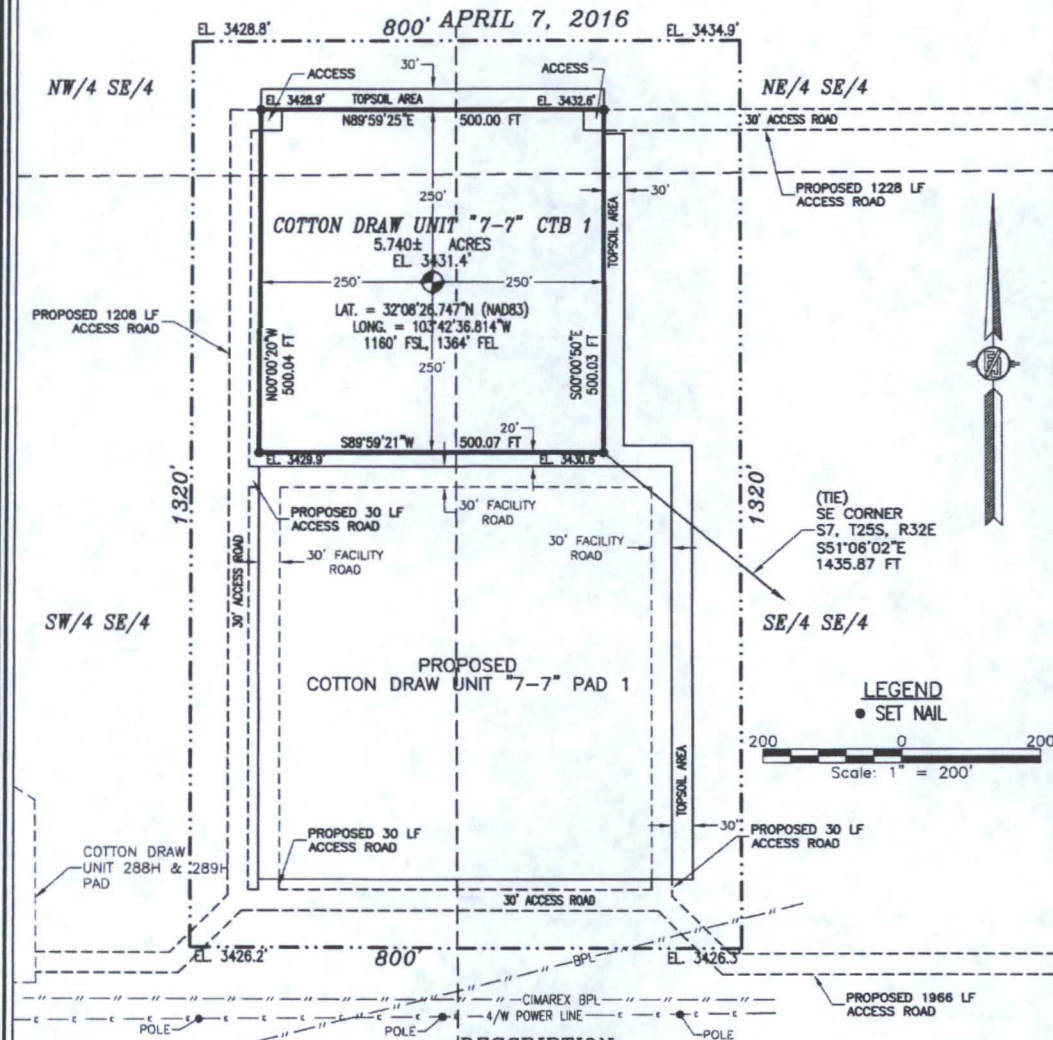 APRIL 7, 2016
EL. 3428.8'
800'
EL. 3434.9'
NW/4 SE/4
ACCESS
30'
ACCESS
NE/4 SE/4
EL. 3428.9'
TOPSOIL AREA
EL. 3432.6'
N89°59'25"E
500.00 FT
30' ACCESS ROAD
PROPOSED 1228 LF
ACCESS ROAD
30'
TOPSOIL AREA
250'
COTTON DRAW UNIT "7-7" CTB 1
5.740± ACRES
EL. 3431.4'
250'
250'
LAT. = 32°08'26.747"N (NAD83)
LONG. = 103°42'36.814"W
1160' FSL, 1364' FEL
250'
PROPOSED 1208 LF
ACCESS ROAD
N00°00'20"W
500.04 FT
S00°00'50"E
500.03 FT
20'
S89°59'21"W
500.07 FT
EL. 3429.9'
EL. 3430.6'
1320'
1320'
PROPOSED 30 LF
ACCESS ROAD
30' FACILITY
ROAD
30' FACILITY
ROAD
30' FACILITY
ROAD
30' ACCESS ROAD
(TIE)
SE CORNER
S7, T25S, R32E
S51°06'02"E
1435.87 FT
SW/4 SE/4
SE/4 SE/4
PROPOSED
COTTON DRAW UNIT "7-7" PAD 1
LEGEND
SET NAIL
200
0
200
Scale: 1" = 200'
TOPSOIL AREA
30'
PROPOSED 30 LF
ACCESS ROAD
PROPOSED 30 LF
ACCESS ROAD
COTTON DRAW
UNIT 288H & 289H
PAD
30' ACCESS ROAD
EL. 3426.2'
800'
BPL
EL. 3426.3'
CIMAREX BPL
4/W POWER LINE
PROPOSED 1966 LF
ACCESS ROAD
POLE
POLE
POLE
DESCRIPTION